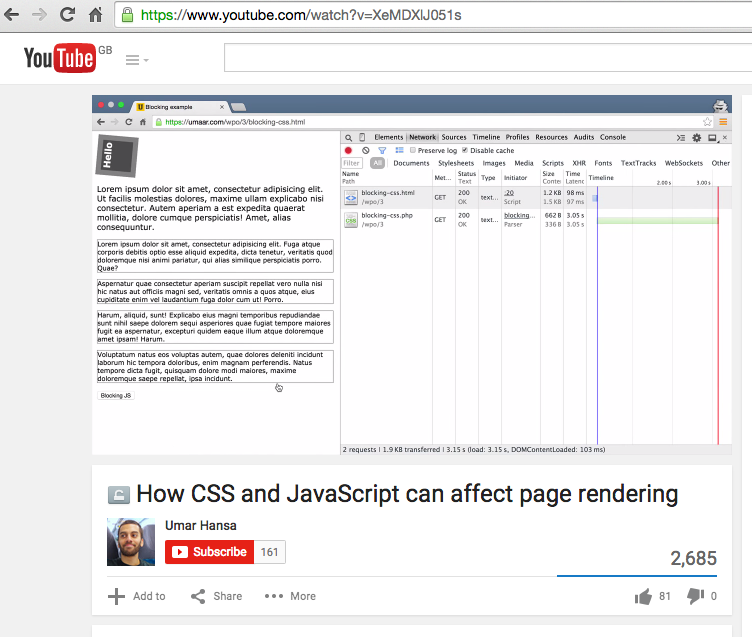 https://www.youtube.com/watch?v=XeMDXlJ051s
YouTube GB
Blocking example
https://umaar.com/wpo/3/blocking-css.html
Hello
Lorem ipsum dolor sit amet, consectetur adipisicing elit.
Ut facilis molestias dolores, maxime ullam explicabo nisi
consectetur. Autem aperiam a est expedita quaerat
mollitia, dolore cumque perspiciatis! Amet, alias
consequuntur.
Lorem ipsum dolor sit amet, consectetur adipisicing elit. Fuga atque
corporis debitis optio esse aliquid expedita, dicta tenetur, veritatis quod
doloremque nisi animi pariatur, qui alias similique perspiciatis porro.
Quae?
Aspernatur quae consectetur aperiam suscipit repellat vero nulla nisi
hic natus aut officiis magni sed, veritatis omnis a quos atque, eius
cupiditate enim vel laudantium fuga dolor cum ut! Porro.
Harum, aliquid, sunt! Explicabo eius magni temporibus repudiandae
sunt nihil saepe dolorem sequi asperiores quae fugiat tempore maiores
fugit ea aspernatur, excepturi quidem eaque illum atque doloremque
amet ipsam! Harum.
Voluptatum natus eos voluptas autem, quae dolores deleniti incidunt
laborum hic tempora doloribus, enim magnam perferendis. Natus
tempore dicta fugit, quisquam dolore modi maiores, maxime
doloremque saepe repellat, ipsa incidunt.
Blocking JS
Elements Network Sources Timeline Profiles Resources Audits Console
Preserve log Disable cache
Filter All Documents Stylesheets Images Media Scripts XHR Fonts TextTracks WebSockets Other
Name Path Met... Status Text Type Initiator Size Conte Time Latenc Timeline 2.00 s 3.00 s
blocking-css.html /wpo/3 GET 200 OK text... :20 Script 1.2 KB 1.5 KB 98 ms 97 ms
blocking-css.php /wpo/3 GET 200 OK text... blocking... Parser 662 B 336 B 3.05 s 3.05 s
2 requests | 1.9 KB transferred | 3.15 s (load: 3.15 s, DOMContentLoaded: 103 ms)
How CSS and JavaScript can affect page rendering
Umar Hansa
Subscribe 161
2,685
Add to Share More 81 0